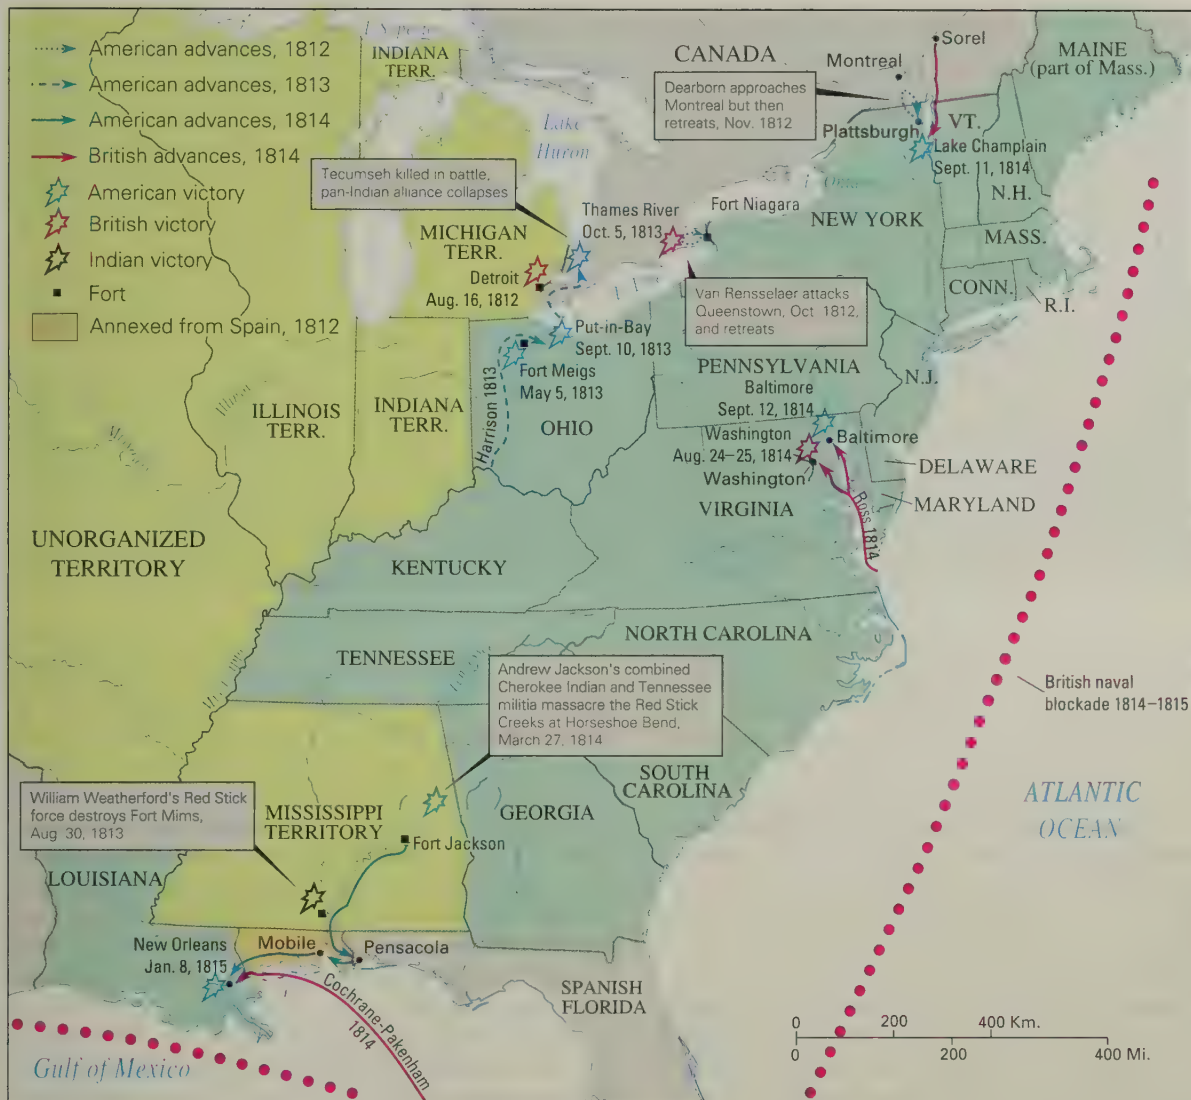 American advances, 1812
American advances, 1813
American advances, 1814
British advances, 1814
American victory
British victory
Indian victory
Fort
Annexed from Spain, 1812
INDIANA
TERR.
CANADA
Sorel
Montreal
MAINE
(part of Mass.)
Dearborn approaches
Montreal but then
retreats, Nov. 1812
Plattsburgh
VT.
Lake Champlain
Sept. 11, 1814
N.H.
Lake
Huron
Tecumseh killed in battle,
pan-Indian alliance collapses
Thames River
Oct. 5, 1813
Fort Niagara
NEW YORK
MASS.
CONN.
R.I.
MICHIGAN
TERR.
Detroit
Aug. 16, 1812
Van Rensselaer attacks
Queenstown, Oct 1812,
and retreats
Put-in-Bay
Sept. 10, 1813
Fort Meigs
May 5, 1813
Harrison 1813
PENNSYLVANIA
N.J.
Baltimore
Sept. 12, 1814
ILLINOIS
TERR.
INDIANA
TERR.
OHIO
Washington
Aug. 24–25, 1814
Baltimore
Washington
DELAWARE
MARYLAND
VIRGINIA
Ross 1814
UNORGANIZED
TERRITORY
KENTUCKY
NORTH CAROLINA
TENNESSEE
Andrew Jackson's combined
Cherokee Indian and Tennessee
militia massacre the Red Stick
Creeks at Horseshoe Bend,
March 27, 1814
British naval
blockade 1814–1815
SOUTH
CAROLINA
William Weatherford's Red Stick
force destroys Fort Mims,
Aug. 30, 1813
MISSISSIPPI
TERRITORY
GEORGIA
ATLANTIC
OCEAN
Fort Jackson
LOUISIANA
New Orleans
Jan. 8, 1815
Mobile
Pensacola
SPANISH
FLORIDA
Cochrane-Pakenham
1814
Gulf of Mexico
0 200 400 Km.
0 200 400 Mi.